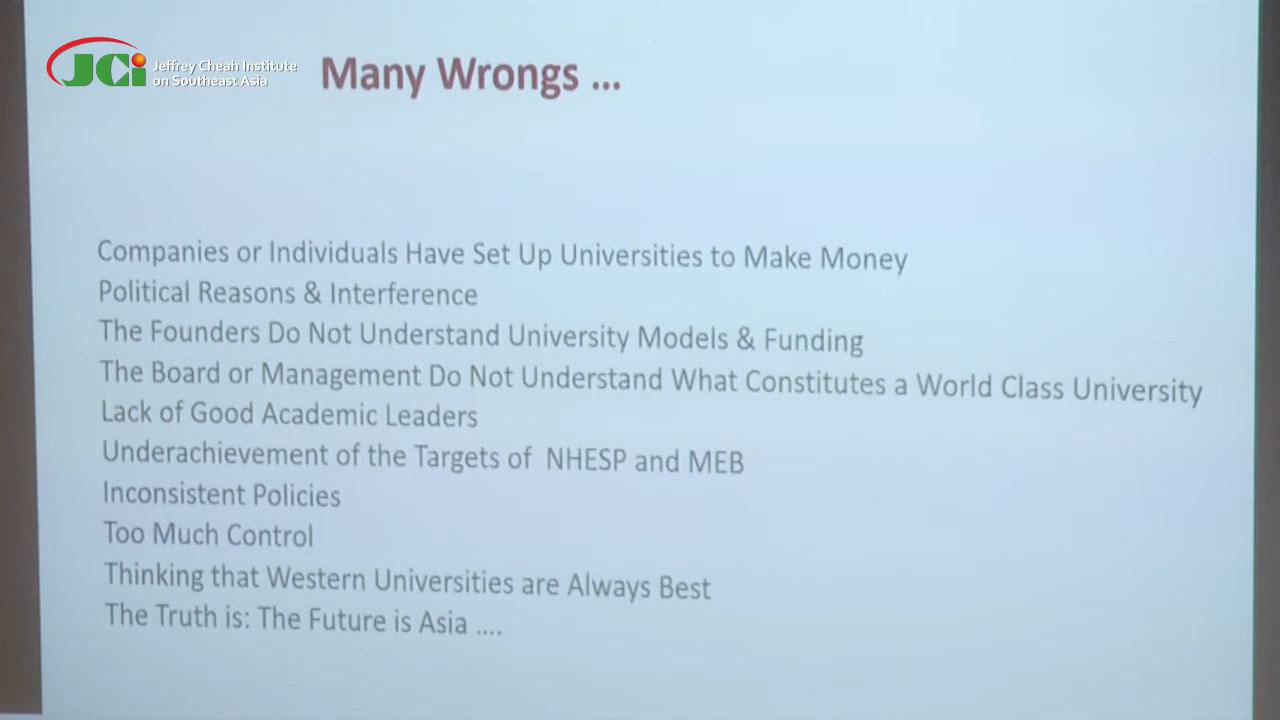 JCi Jeffrey Cheah Institute
on Southeast Asia
Many Wrongs ...
Companies or Individuals Have Set Up Universities to Make Money
Political Reasons & Interference
The Founders Do Not Understand University Models & Funding
The Board or Management Do Not Understand What Constitutes a World Class University
Lack of Good Academic Leaders
Underachievement of the Targets of NHESP and MEB
Inconsistent Policies
Too Much Control
Thinking that Western Universities are Always Best
The Truth is: The Future is Asia ....